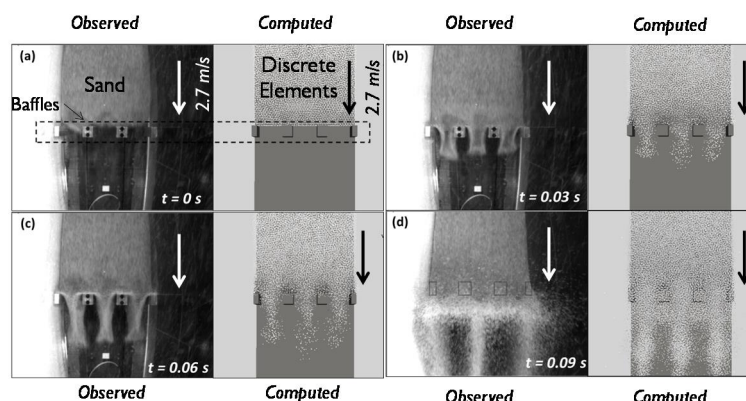 Observed
Computed
Observed
Computed
(a)
Sand
2.7 m/s
Discrete
Elements
2.7 m/s
Baffles
t = 0 s
(b)
t = 0.03 s
(c)
t = 0.06 s
(d)
t = 0.09 s
Observed
Computed
Observed
Computed